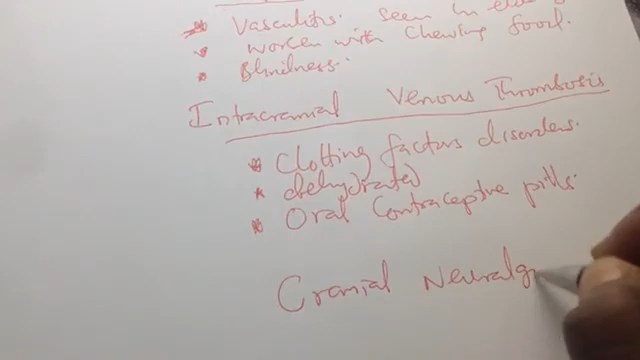 Vasculitis. seen in
worsen with chewing food.
Blindness.
Intracranial Venous Thrombosis
Clotting factors disorders.
dehydrated
Oral Contraceptive pills.
Cranial Neuralg